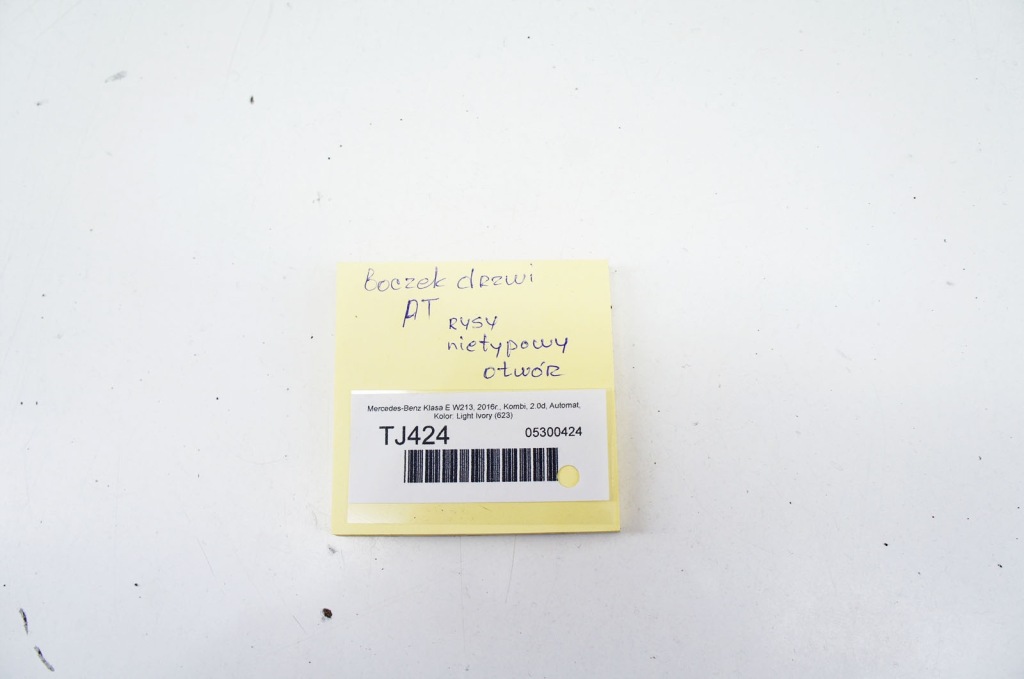 Boczek drzwi
PT
rysy
nietypowy
otwór
Mercedes-Benz Klasa E W213, 2016r., Kombi, 2.0d, Automat,
Kolor: Light Ivory (623)
TJ424
05300424